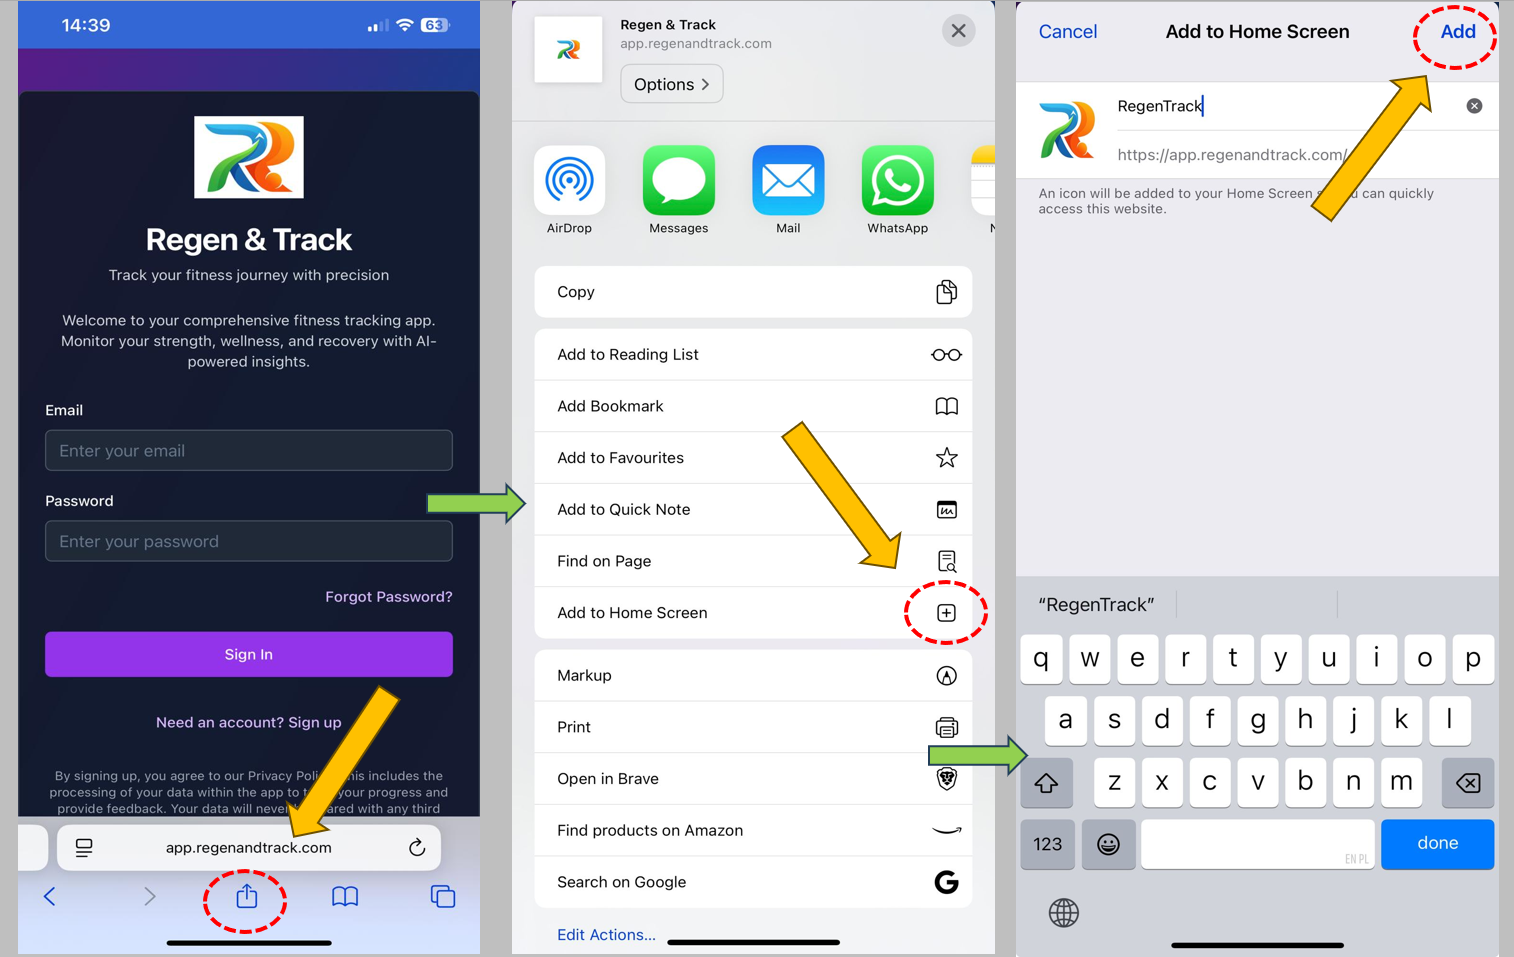 14:39
63
Regen & Track
Track your fitness journey with precision
Welcome to your comprehensive fitness tracking app.
Monitor your strength, wellness, and recovery with AI-
powered insights.
Email
Enter your email
Password
Enter your password
Forgot Password?
Sign In
Need an account? Sign up
By signing up, you agree to our Privacy includes the
processing of your data within the app to your progress and
provide feedback. Your data will with any third
app.regenandtrack.com
Regen & Track
app.regenandtrack.com
Options
AirDrop
Messages
Mail
WhatsApp
Copy
Add to Reading List
Add Bookmark
Add to Favourites
Add to Quick Note
Find on Page
Add to Home Screen
Markup
Print
Open in Brave
Find products on Amazon
Search on Google
Edit Actions...
Cancel
Add to Home Screen
Add
RegenTrack
https://app.regenandtrack.com/
An icon will be added to your Home Screen can quickly
access this website.
“RegenTrack”
q w e r t y u i o p
a s d f g h j k l
z x c v b n m
123
EN PL
done